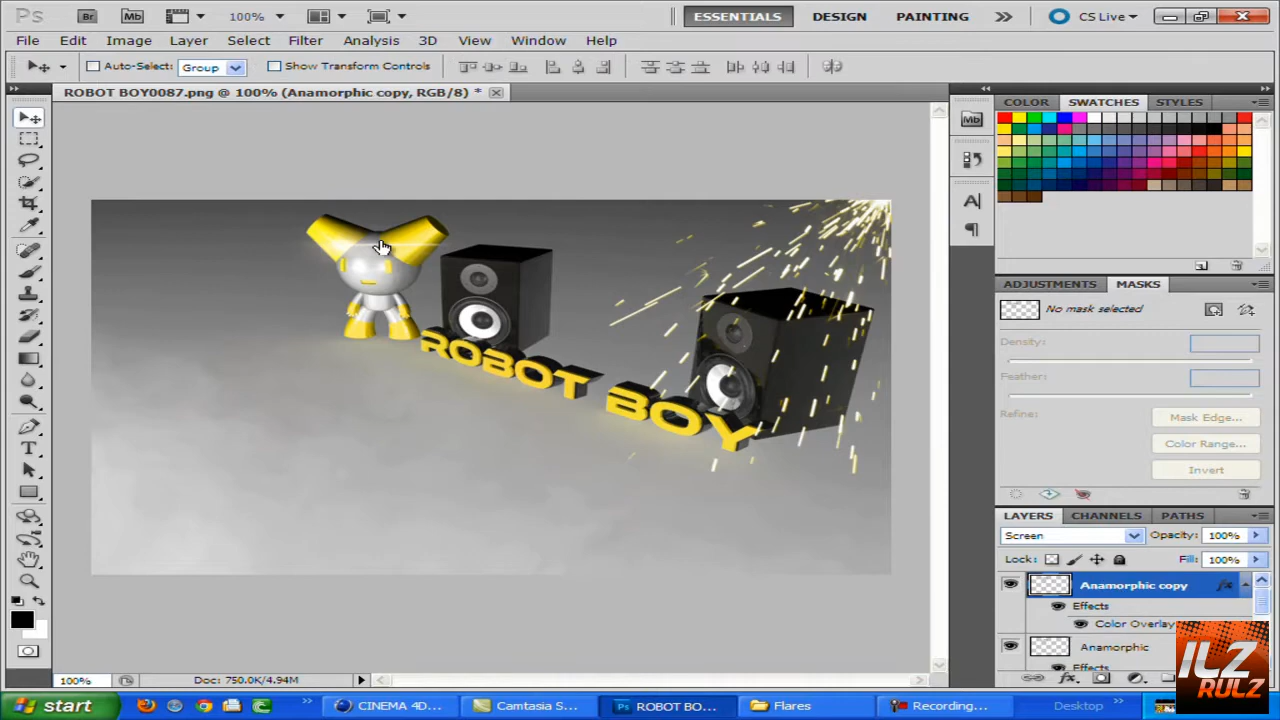 Ps Br Mb 100% ESSENTIALS DESIGN PAINTING CS Live
File Edit Image Layer Select Filter Analysis 3D View Window Help
Auto-Select: Group Show Transform Controls
ROBOT BOY0087.png @ 100% (Anamorphic copy, RGB/8) *
COLOR SWATCHES STYLES
Mb
A
ROBOT BOY
ADJUSTMENTS MASKS
No mask selected
Density:
Feather:
Refine: Mask Edge...
Color Range...
Invert
LAYERS CHANNELS PATHS
Screen Opacity: 100%
Lock: Fill: 100%
Anamorphic copy fx
Effects
Color Overlay
Anamorphic
Effects
T
100% Doc: 750.0K/4.94M
fx.
ILZ
RULZ
start CINEMA 4D... Camtasia S... Ps ROBOT BO... Flares Recording... Desktop